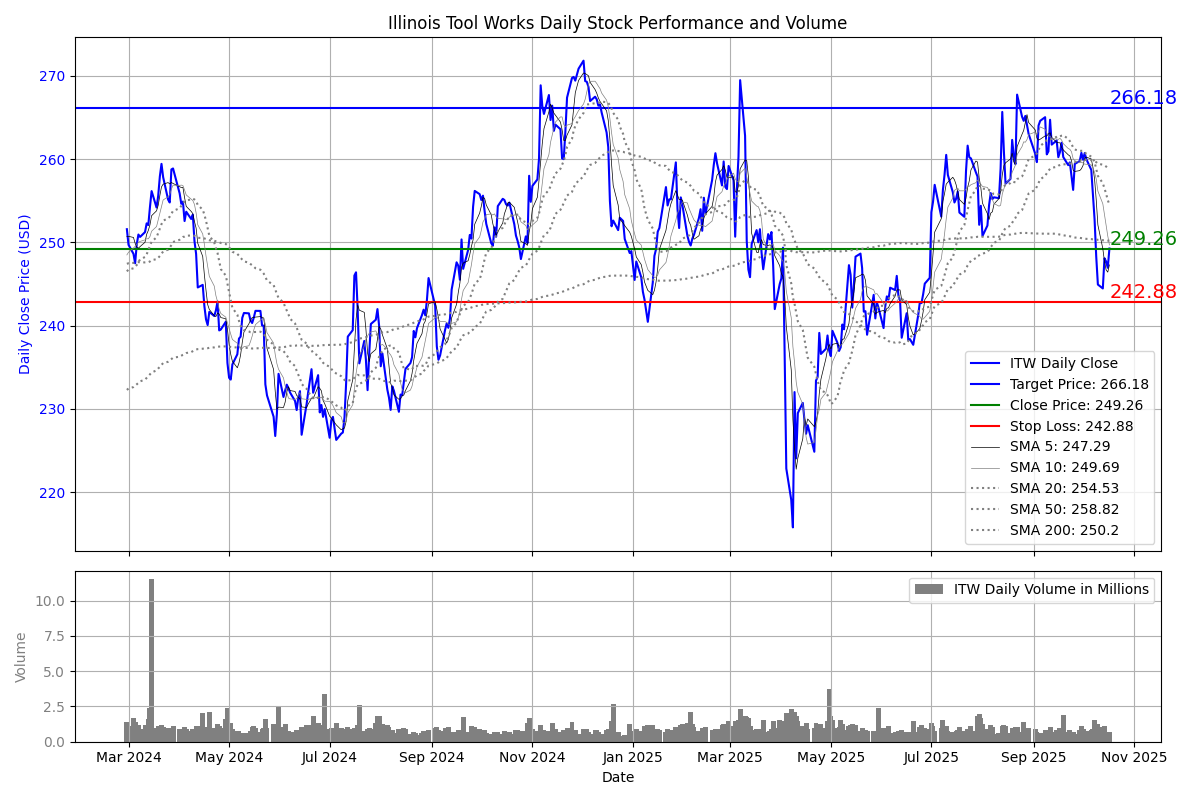 Illinois Tool Works Daily Stock Performance and Volume
Daily Close Price (USD)
270
260
250
240
230
220
266.18
249.26
242.88
ITW Daily Close
Target Price: 266.18
Close Price: 249.26
Stop Loss: 242.88
SMA 5: 247.29
SMA 10: 249.69
SMA 20: 254.53
SMA 50: 258.82
SMA 200: 250.2
Volume
10.0
7.5
5.0
2.5
0.0
ITW Daily Volume in Millions
Mar 2024 May 2024 Jul 2024 Sep 2024 Nov 2024 Jan 2025 Mar 2025 May 2025 Jul 2025 Sep 2025 Nov 2025
Date